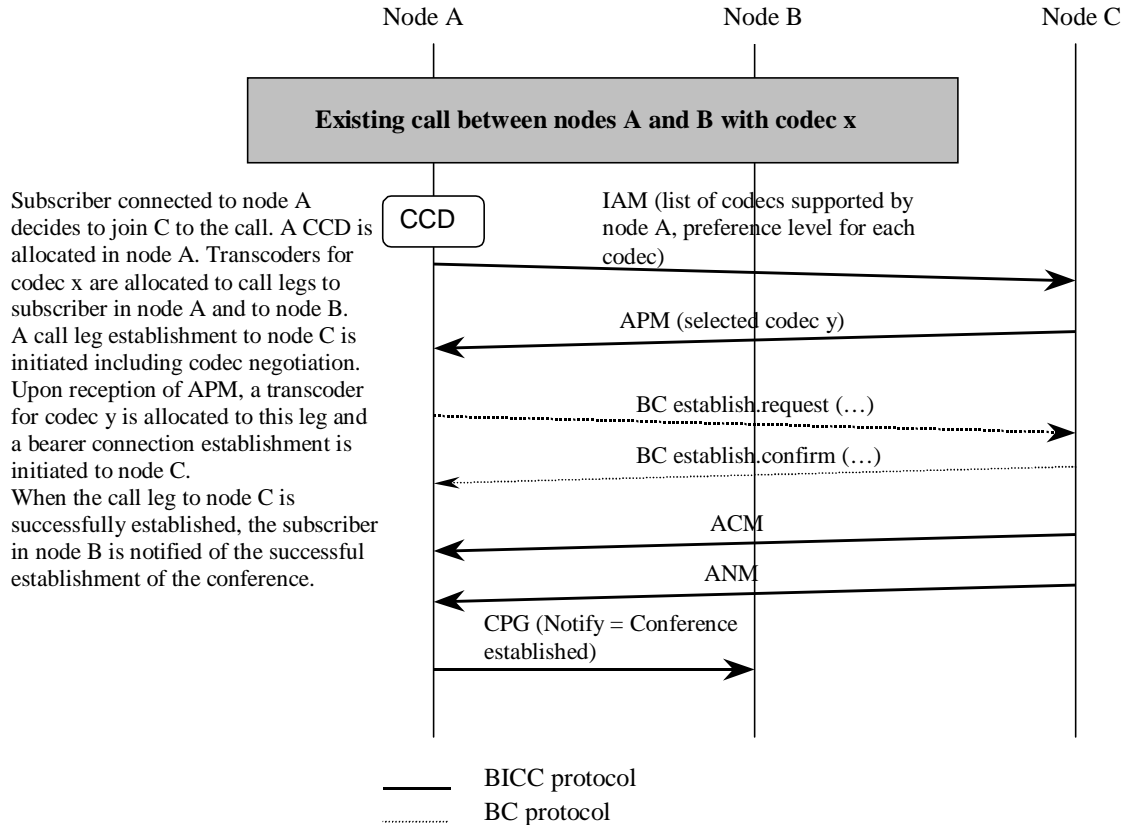 Node A
Node B
Node C
Existing call between nodes A and B with codec x
Subscriber connected to node A
decides to join C to the call. A CCD is
allocated in node A. Transcoders for
codec x are allocated to call legs to
subscriber in node A and to node B.
A call leg establishment to node C is
initiated including codec negotiation.
Upon reception of APM, a transcoder
for codec y is allocated to this leg and
a bearer connection establishment is
initiated to node C.
When the call leg to node C is
successfully established, the subscriber
in node B is notified of the successful
establishment of the conference.
CCD
IAM (list of codecs supported by
node A, preference level for each
codec)
APM (selected codec y)
BC establish.request (…)
BC establish.confirm (…)
ACM
ANM
CPG (Notify = Conference
established)
BICC protocol
BC protocol